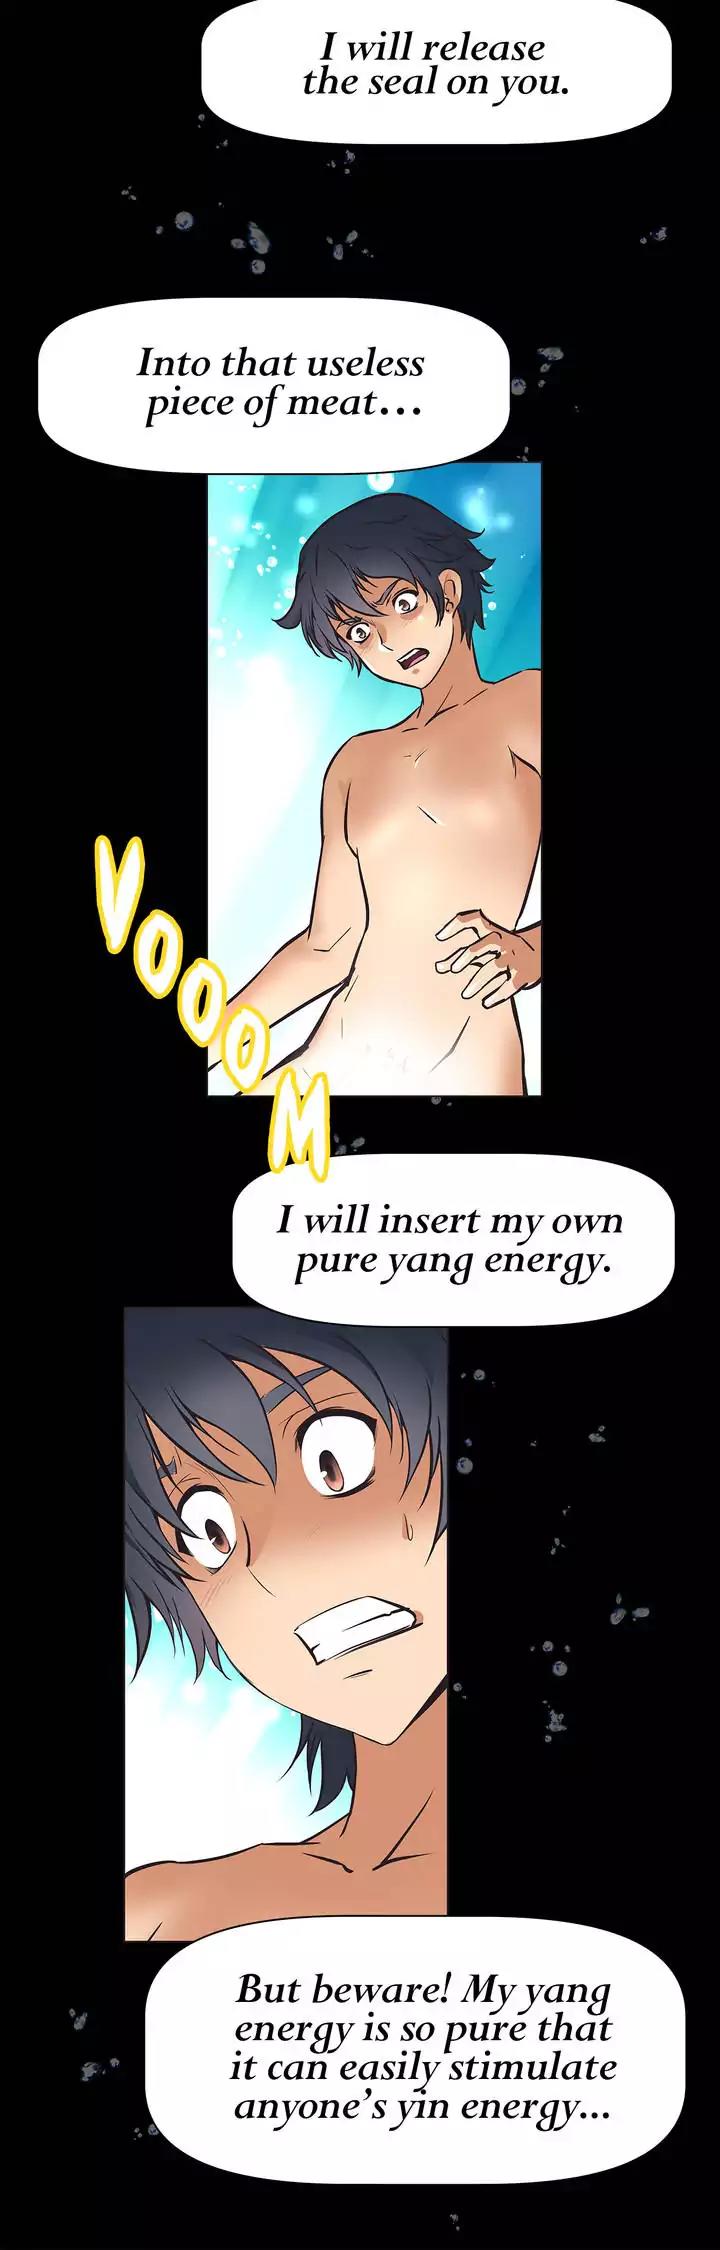 I will release
the seal on you.
Into that useless
piece of meat...
VOOOM
I will insert my own
pure yang energy.
But beware! My yang
energy is so pure that
it can easily stimulate
anyone's yin energy...